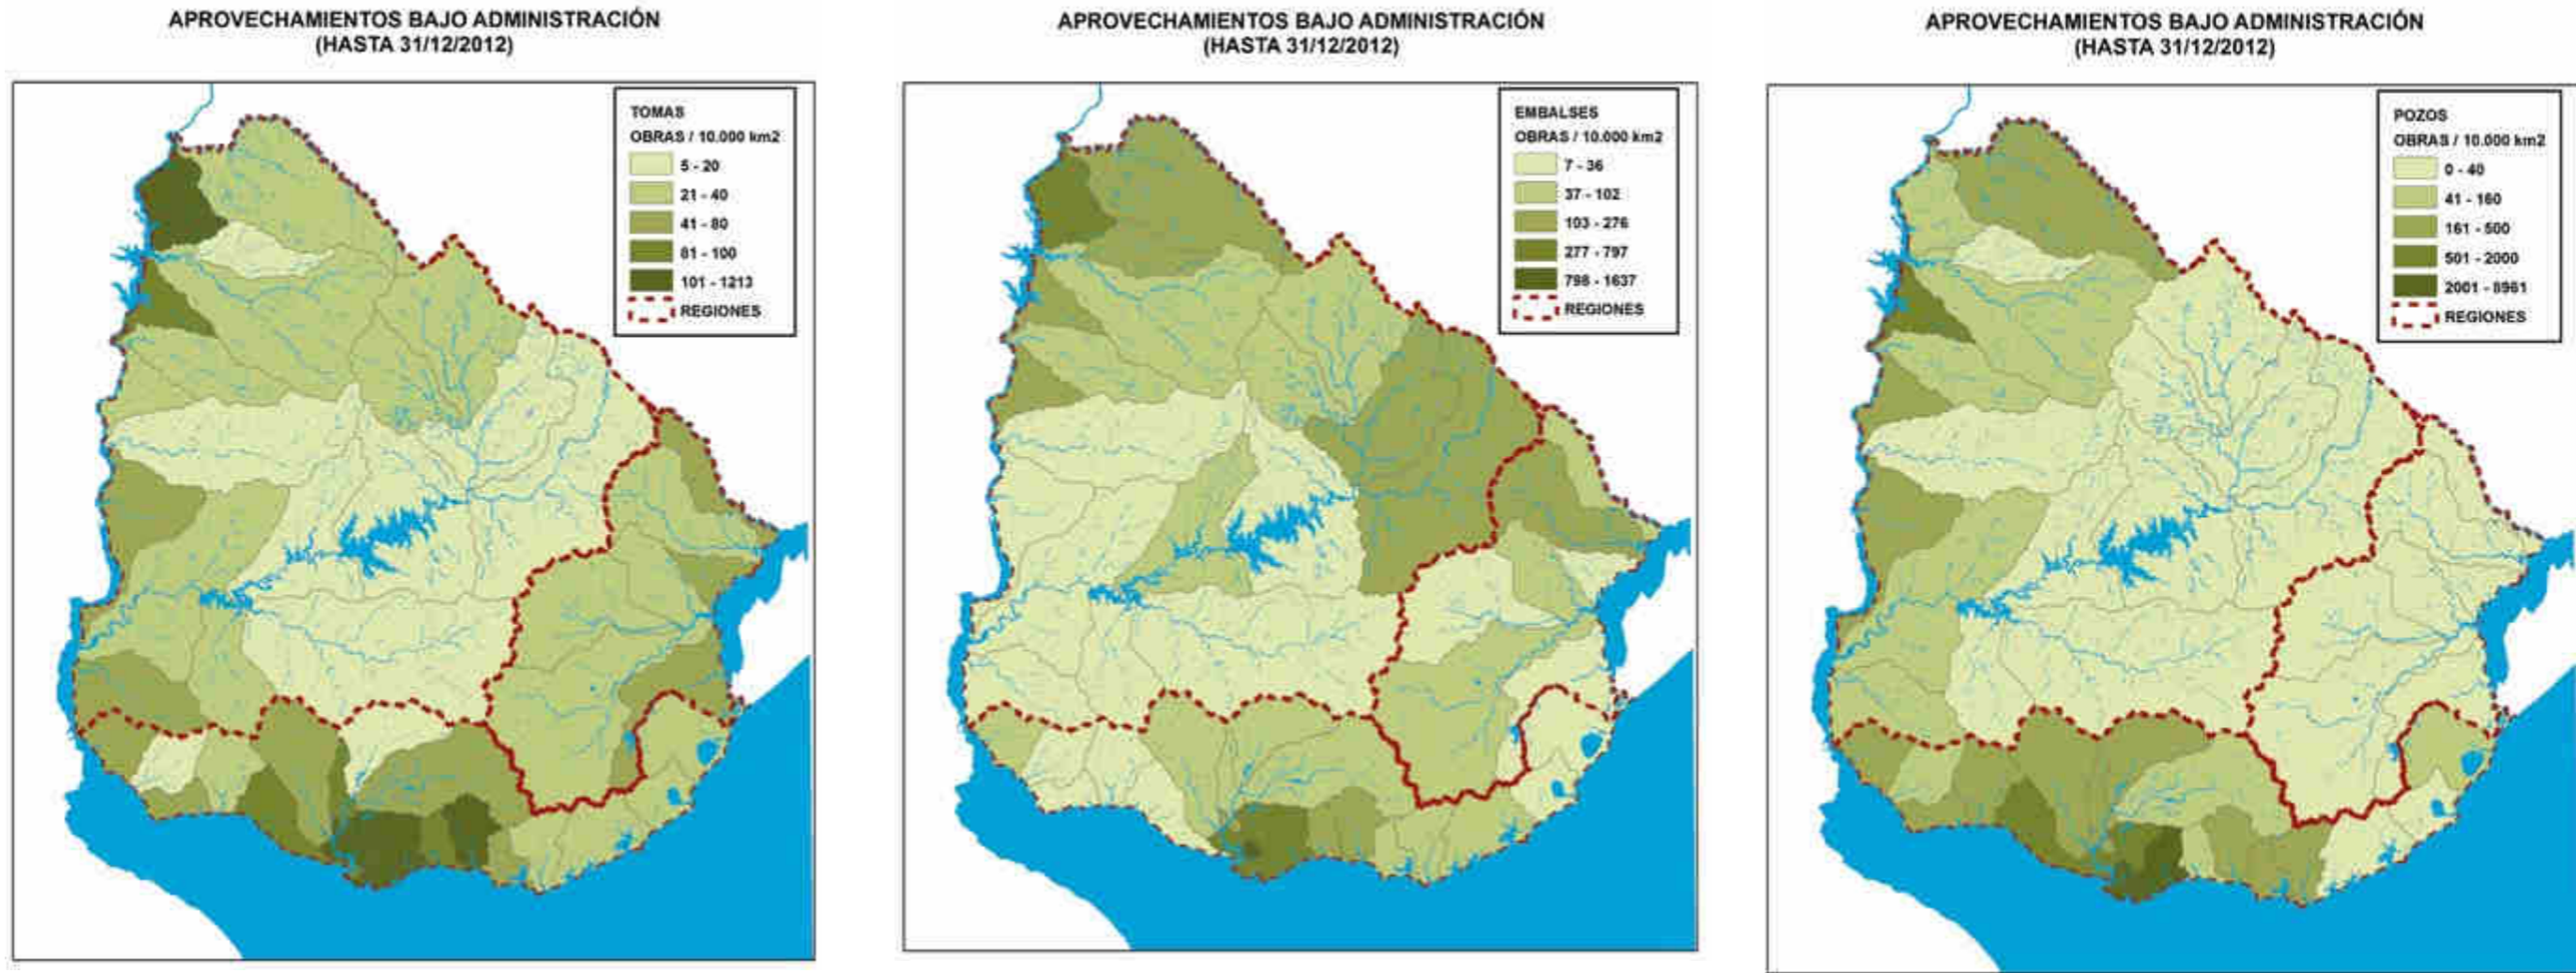 APROVECHAMIENTOS BAJO ADMINISTRACIÓN
(HASTA 31/12/2012)
TOMAS
OBRAS / 10.000 km2
5 - 20
21 - 40
41 - 80
81 - 100
101 - 1213
REGIONES
APROVECHAMIENTOS BAJO ADMINISTRACIÓN
(HASTA 31/12/2012)
EMBALSES
OBRAS / 10.000 km2
7 - 36
37 - 102
103 - 276
277 - 797
798 - 1637
REGIONES
APROVECHAMIENTOS BAJO ADMINISTRACIÓN
(HASTA 31/12/2012)
POZOS
OBRAS / 10.000 km2
0 - 40
41 - 160
161 - 500
501 - 2000
2001 - 8961
REGIONES